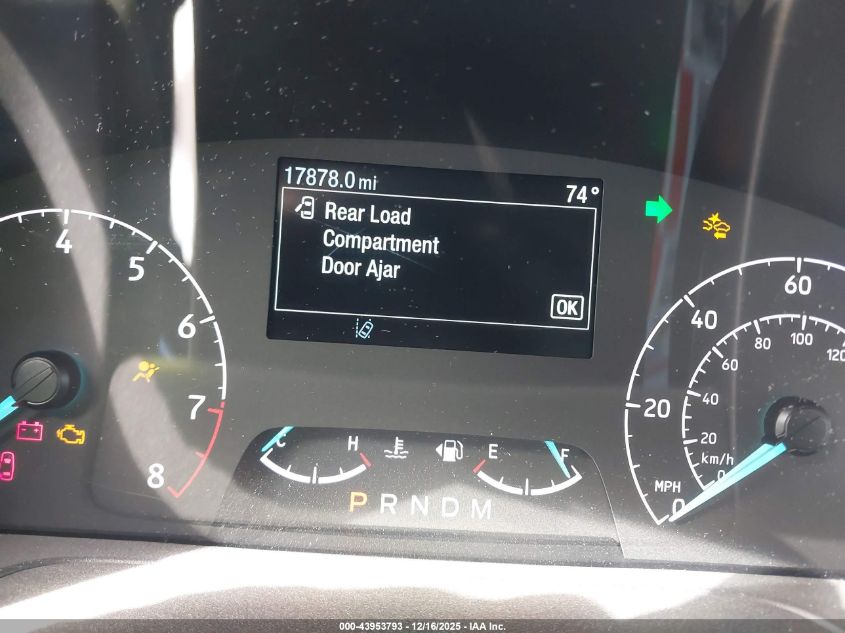 17878.0 mi
74°
Rear Load
Compartment
Door Ajar
OK
4
5
6
7
8
C
H
E
F
P R N D M
0
20
40
60
MPH
0
20
40
60
80
100
120
km/h
000-43953793 - 12/16/2025 - IAA Inc.